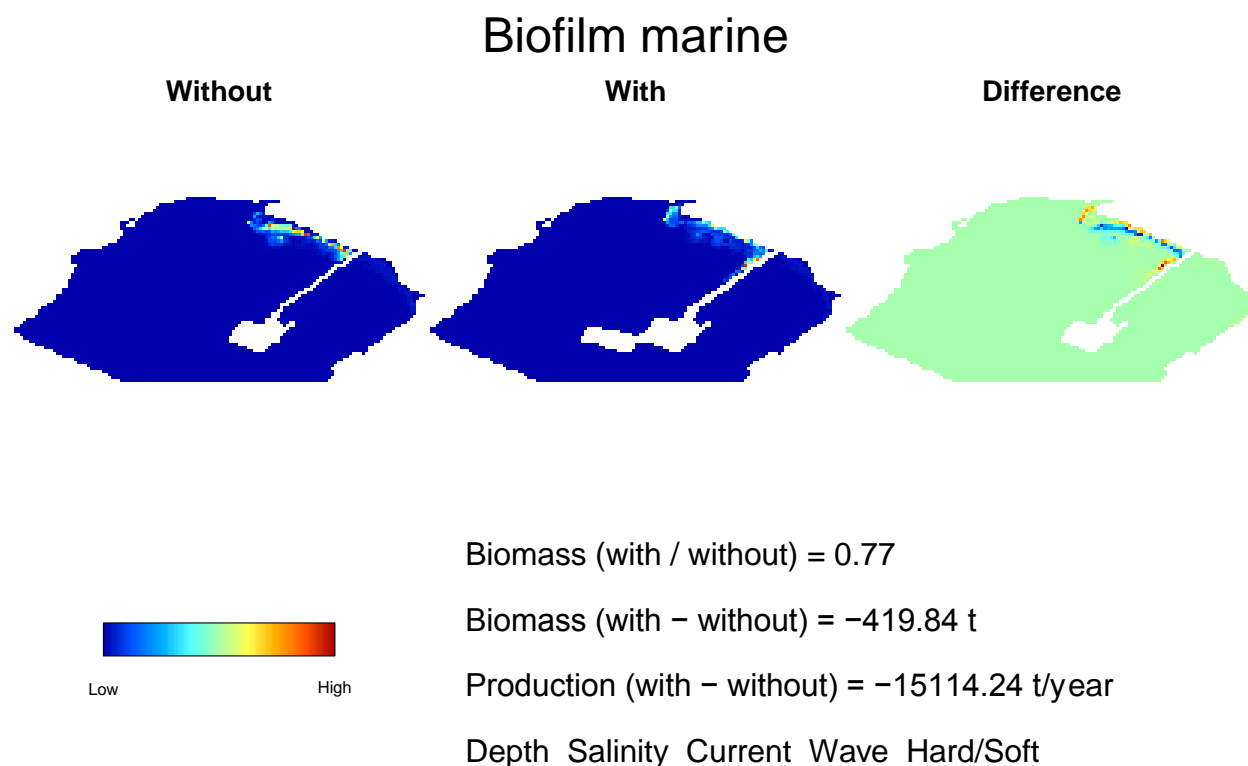 Biofilm marine
Without With Difference
Biomass (with / without) = 0.77
Biomass (with − without) = −419.84 t
Low High
Production (with − without) = −15114.24 t/year
Depth Salinity Current Wave Hard/Soft